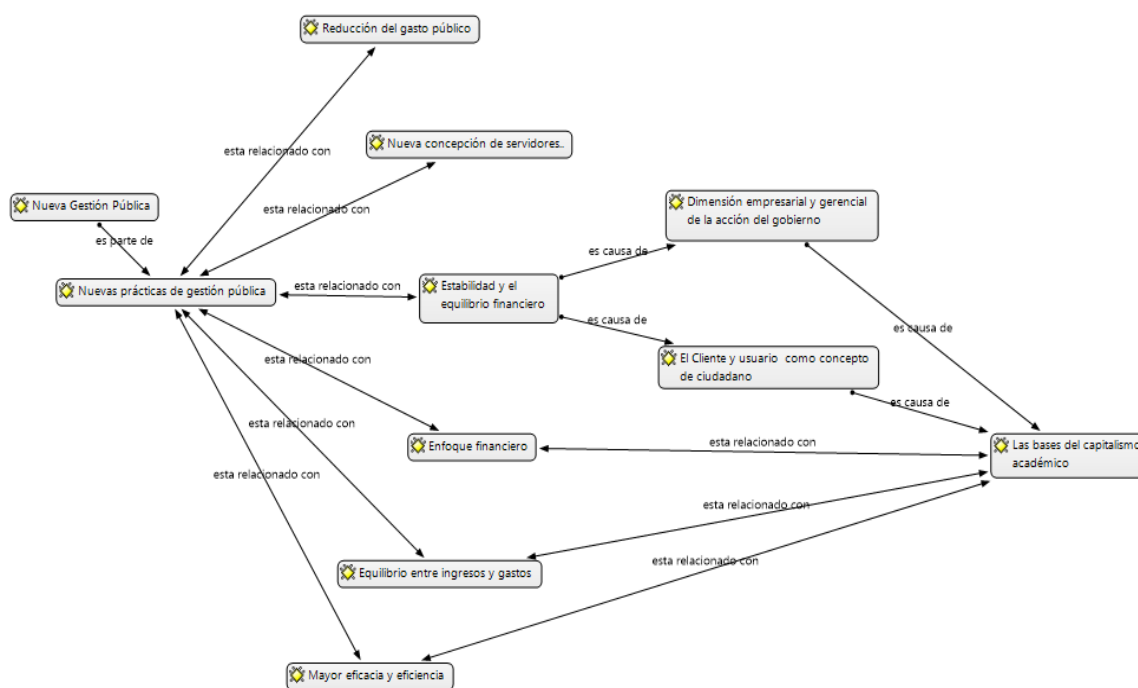 Reducción del gasto público
esta relacionado con
Nueva concepción de servidores..
esta relacionado con
Nueva Gestión Pública
es parte de
Dimensión empresarial y gerencial
de la acción del gobierno
es causa de
Nuevas prácticas de gestión pública
esta relacionado con
Estabilidad y el
equilibrio financiero
es causa de
es causa de
El Cliente y usuario como concepto
de ciudadano
es causa de
esta relacionado con
esta relacionado con
Enfoque financiero
esta relacionado con
Las bases del capitalismo
académico
esta relacionado con
esta relacionado con
Equilibrio entre ingresos y gastos
esta relacionado con
Mayor eficacia y eficiencia